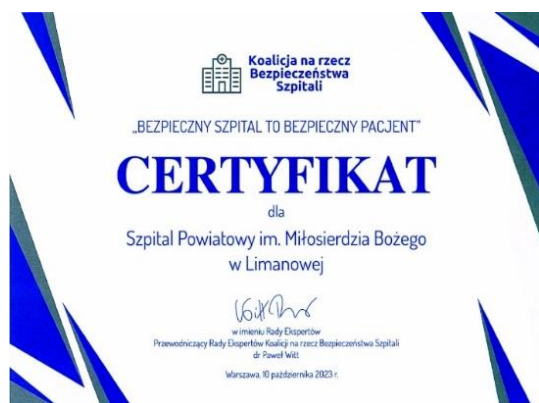 Koalicja na rzecz
Bezpieczeństwa
Szpitali
„BEZPIECZNY SZPITAL TO BEZPIECZNY PACJENT”
CERTYFIKAT
dla
Szpital Powiatowy im. Miłosierdzia Bożego
w Limanowej
w imieniu Rady Ekspertów
Przewodniczący Rady Ekspertów Koalicji na rzecz Bezpieczeństwa Szpitali
dr Paweł Witt
Warszawa, 10 października 2023 r.